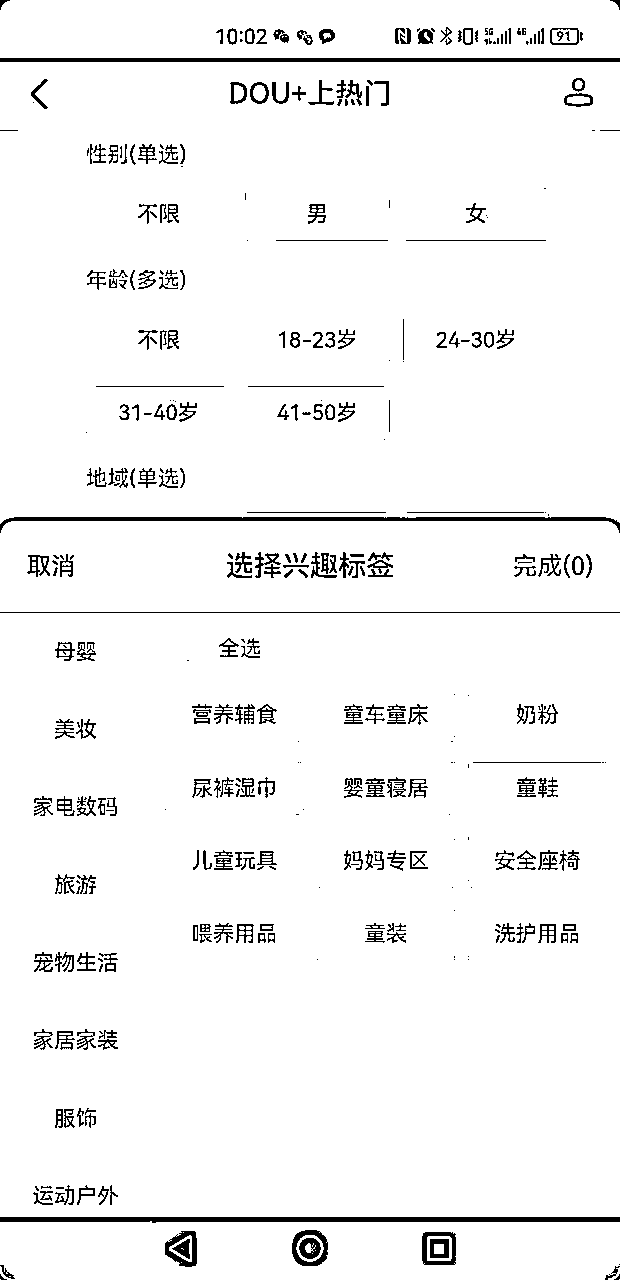 10:02 91
DOU+上热门
性别(单选)
不限 男 女
年龄(多选)
不限 18-23岁 24-30岁
31-40岁 41-50岁
地域(单选)
取消 选择兴趣标签 完成(0)
母婴 全选
美妆 营养辅食 童车童床 奶粉
家电数码 尿裤湿巾 婴童寝居 童鞋
旅游 儿童玩具 妈妈专区 安全座椅
宠物生活 喂养用品 童装 洗护用品
家居家装
服饰
运动户外